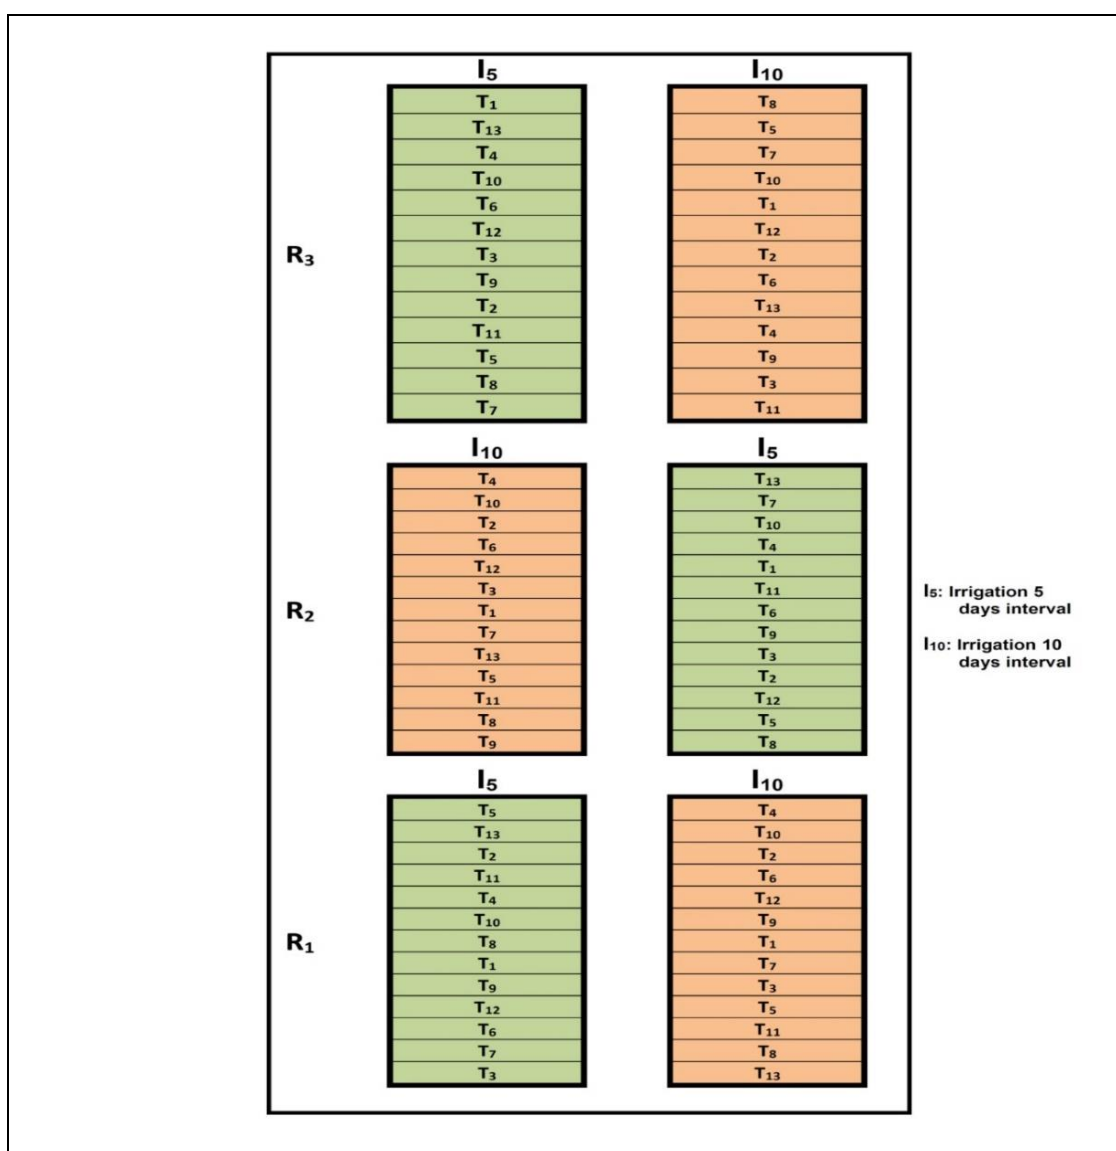 I₅
T₁
T₁₃
T₄
T₁₀
T₆
T₁₂
T₃
T₉
T₂
T₁₁
T₅
T₈
T₇
I₁₀
T₈
T₅
T₇
T₁₀
T₁
T₁₂
T₂
T₆
T₁₃
T₄
T₉
T₃
T₁₁
R₃
I₁₀
T₄
T₁₀
T₂
T₆
T₁₂
T₃
T₁
T₇
T₁₃
T₅
T₁₁
T₈
T₉
I₅
T₁₃
T₇
T₁₀
T₄
T₁
T₁₁
T₆
T₉
T₃
T₂
T₁₂
T₅
T₈
R₂
I₅
T₅
T₁₃
T₂
T₁₁
T₄
T₁₀
T₈
T₁
T₉
T₁₂
T₆
T₇
T₃
I₁₀
T₄
T₁₀
T₂
T₆
T₁₂
T₉
T₁
T₇
T₃
T₅
T₁₁
T₈
T₁₃
R₁
I₅: Irrigation 5
days interval
I₁₀: Irrigation 10
days interval